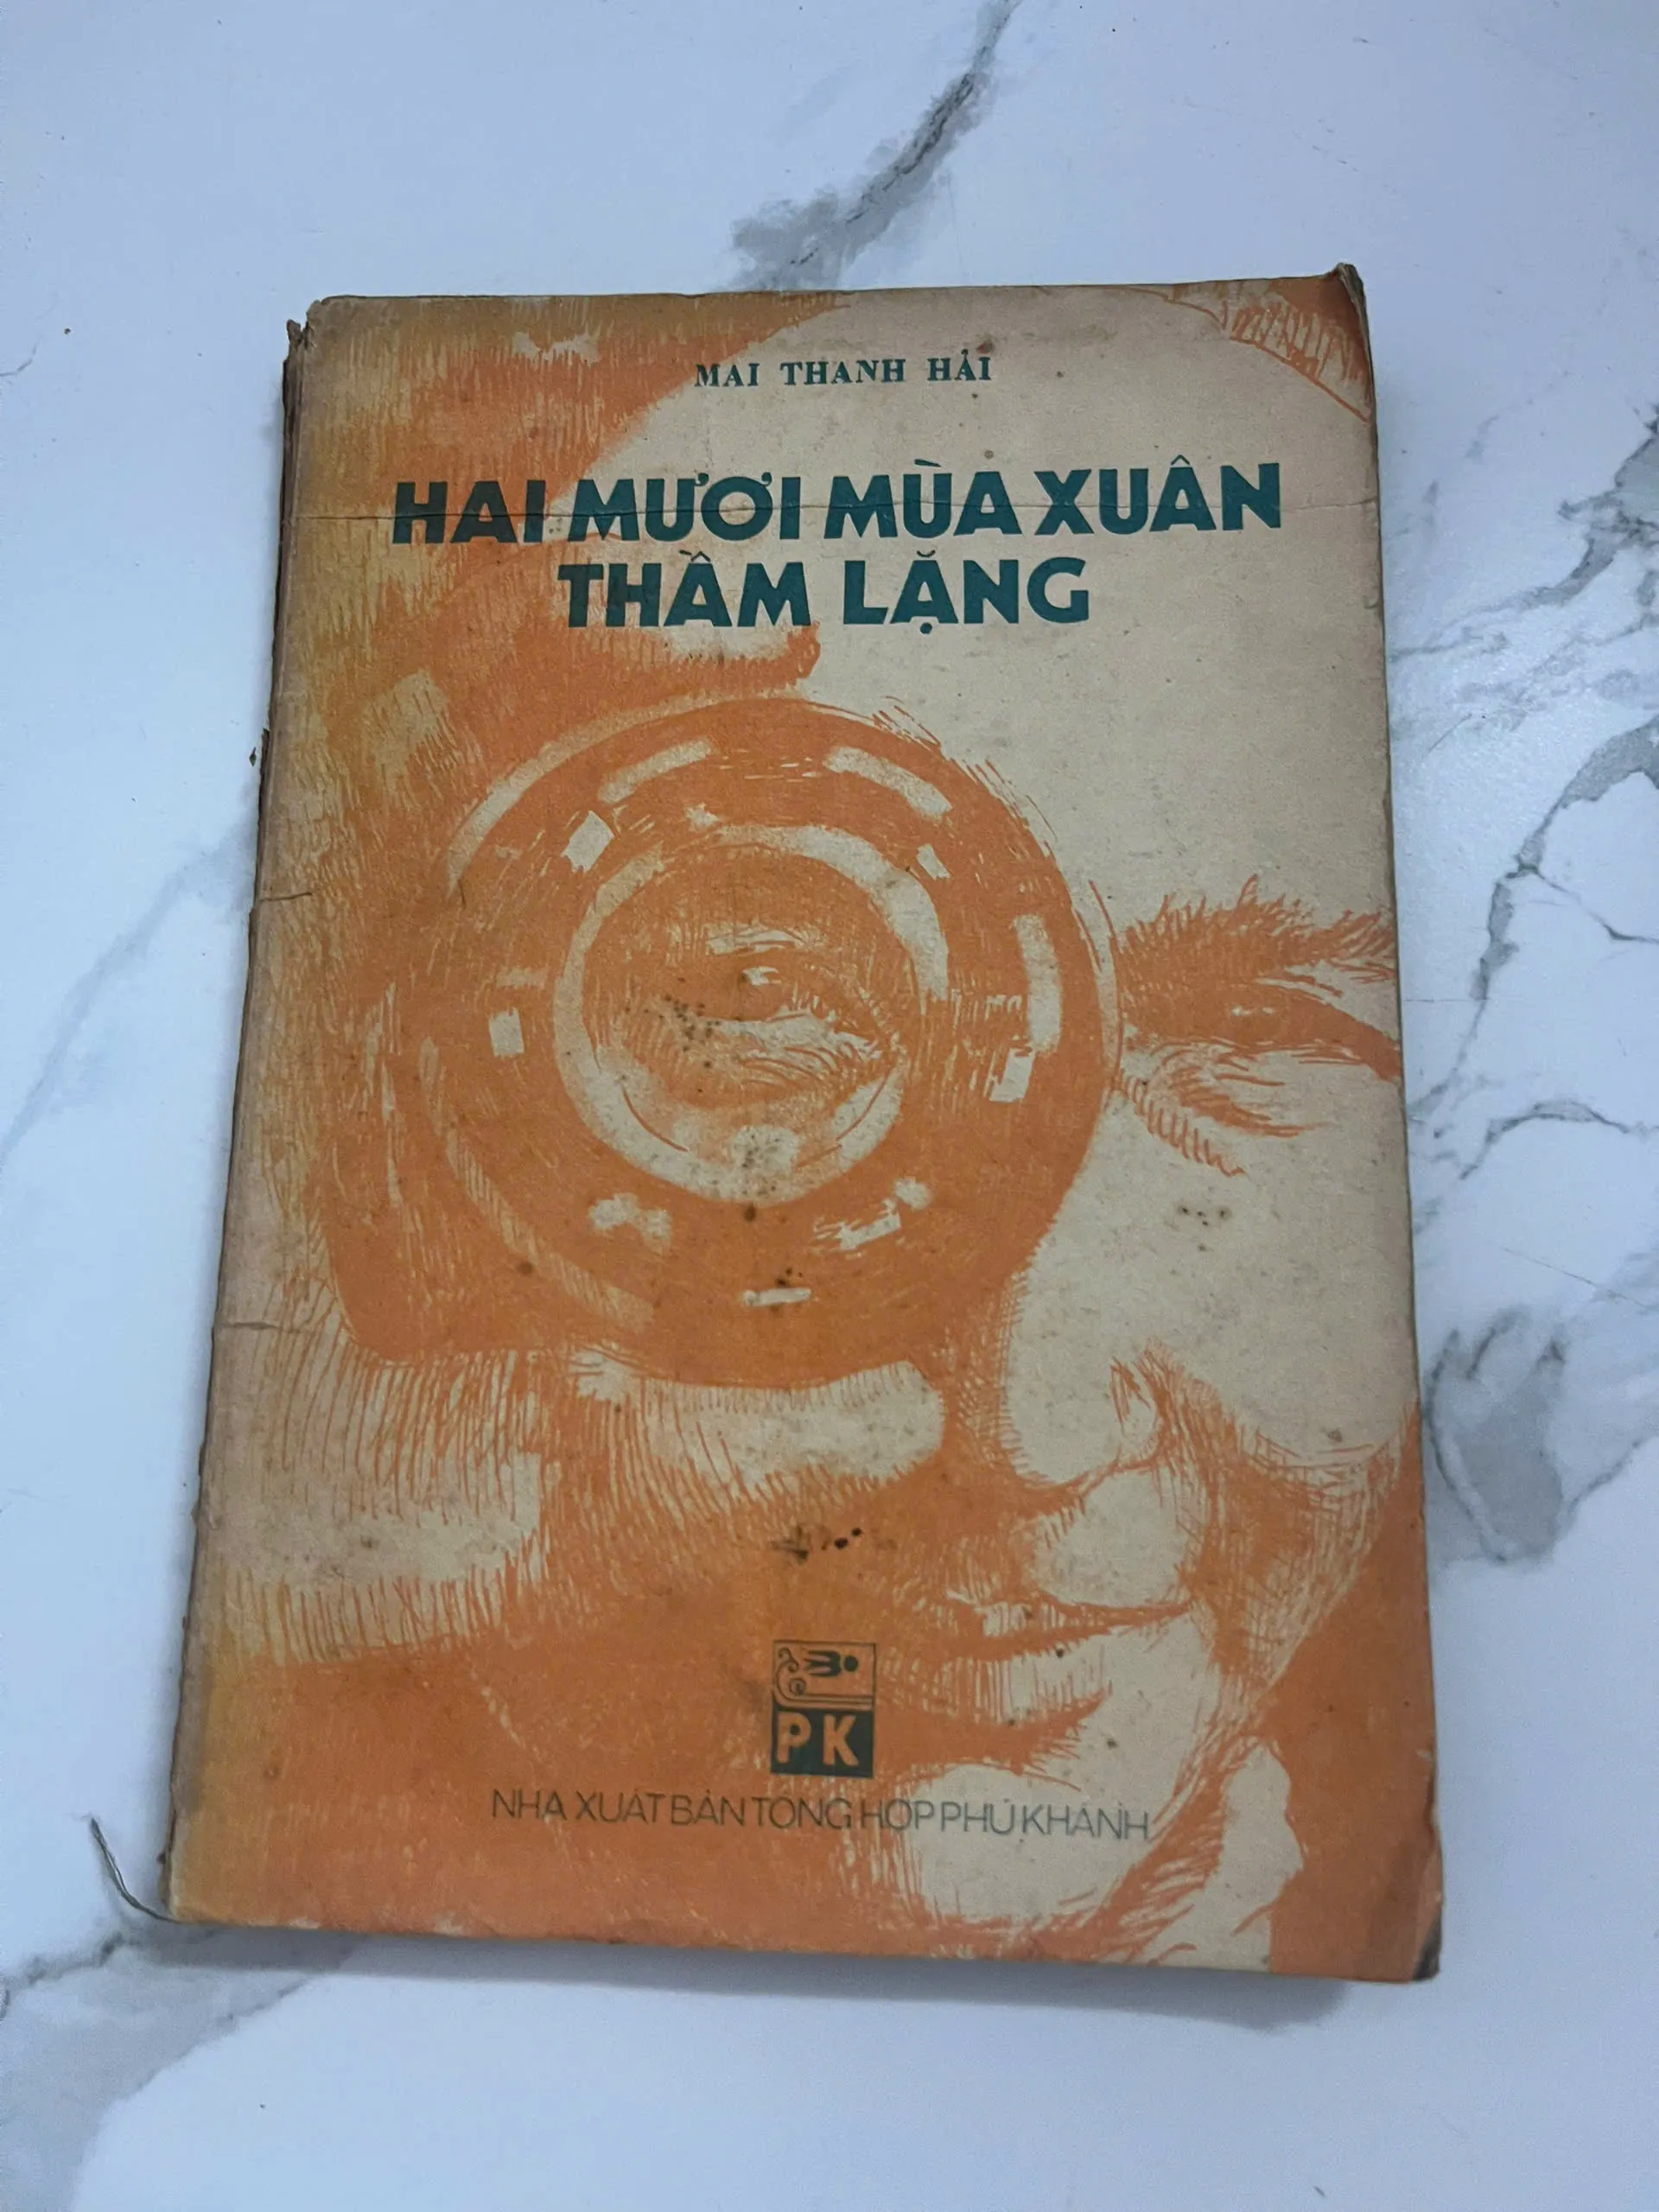 MAI THANH HẢI
HAI MƯƠI MÙA XUÂN
THẦM LẶNG
PK
NHÀ XUẤT BẢN TỔNG HỢP PHÚ KHÁNH